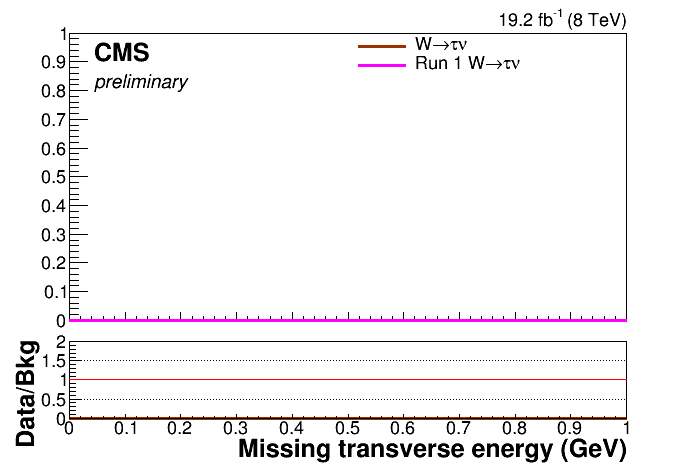 19.2 fb⁻¹ (8 TeV)
CMS
preliminary
W→τν
Run 1 W→τν
1
0.9
0.8
0.7
0.6
0.5
0.4
0.3
0.2
0.1
0
Data/Bkg
2
1.5
1
0.5
0
0 0.1 0.2 0.3 0.4 0.5 0.6 0.7 0.8 0.9 1
Missing transverse energy (GeV)